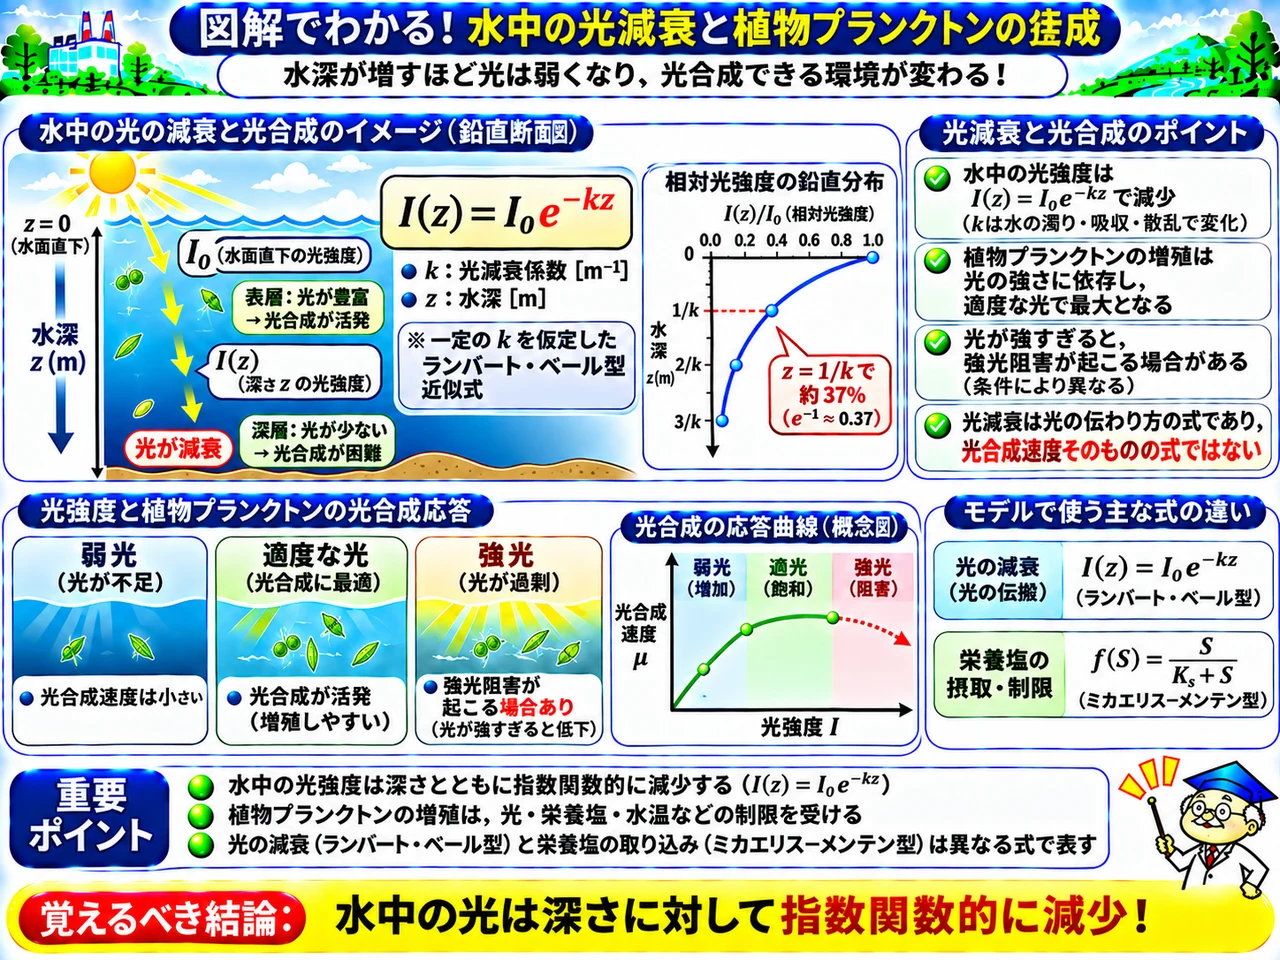 図解でわかる！水中の光減衰と植物プランクトンの
水深が増すほど光は弱くなり、光合成できる環境が変わる！
水中の光の減衰と光合成のイメージ（鉛直断面図）
z=0
（水面直下）
水深
z (m)
I₀（水面直下の光強度）
表層：光が豊富
→ 光合成が活発
I(z)
（深さ z の光強度）
光が減衰
深層：光が少ない
→ 光合成が困難
I(z) = I₀e^{-kz}
k：光減衰係数 [m⁻¹]
z：水深 [m]
※ 一定の k を仮定した
ランバート・ベール型
近似式
相対光強度の鉛直分布
I(z)/I₀（相対光強度）
0.0 0.2 0.4 0.6 0.8 1.0
0
1/k
2/k
3/k
水深
z(m)
z = 1/k で
約 37%
（e⁻¹ ≈ 0.37）
光減衰と光合成のポイント
水中の光強度は
I(z) = I₀e^{-kz} で減少
（k は水の濁り・吸収・散乱で変化）
植物プランクトンの増殖は
光の強さに依存し，
適度な光で最大となる
光が強すぎると，
強光阻害が起こる場合がある
（条件により異なる）
光減衰は光の伝わり方の式であり，
光合成速度そのものの式ではない
光強度と植物プランクトンの光合成応答
弱光
（光が不足）
光合成速度は小さい
適度な光
（光合成に最適）
光合成が活発
（増殖しやすい）
強光
（光が過剰）
強光阻害が
起こる場合あり
（光が強すぎると低下）
光合成の応答曲線（概念図）
弱光
（増加）
適光
（飽和）
強光
（阻害）
光合成
速度
μ
光強度 I
モデルで使う主な式の違い
光の減衰
（光の伝搬）
I(z) = I₀e^{-kz}
（ランバート・ベール型）
栄養塩の
摂取・制限
f(S) = S / (Kₛ + S)
（ミカエリスーメンテン型）
重要
ポイント
水中の光強度は深さとともに指数関数的に減少する（I(z) = I₀e^{-kz}）
植物プランクトンの増殖は，光・栄養塩・水温などの制限を受ける
光の減衰（ランバート・ベール型）と栄養塩の取り込み（ミカエリスーメンテン型）は異なる式で表す
覚えるべき結論：
水中の光は深さに対して指数関数的に減少！